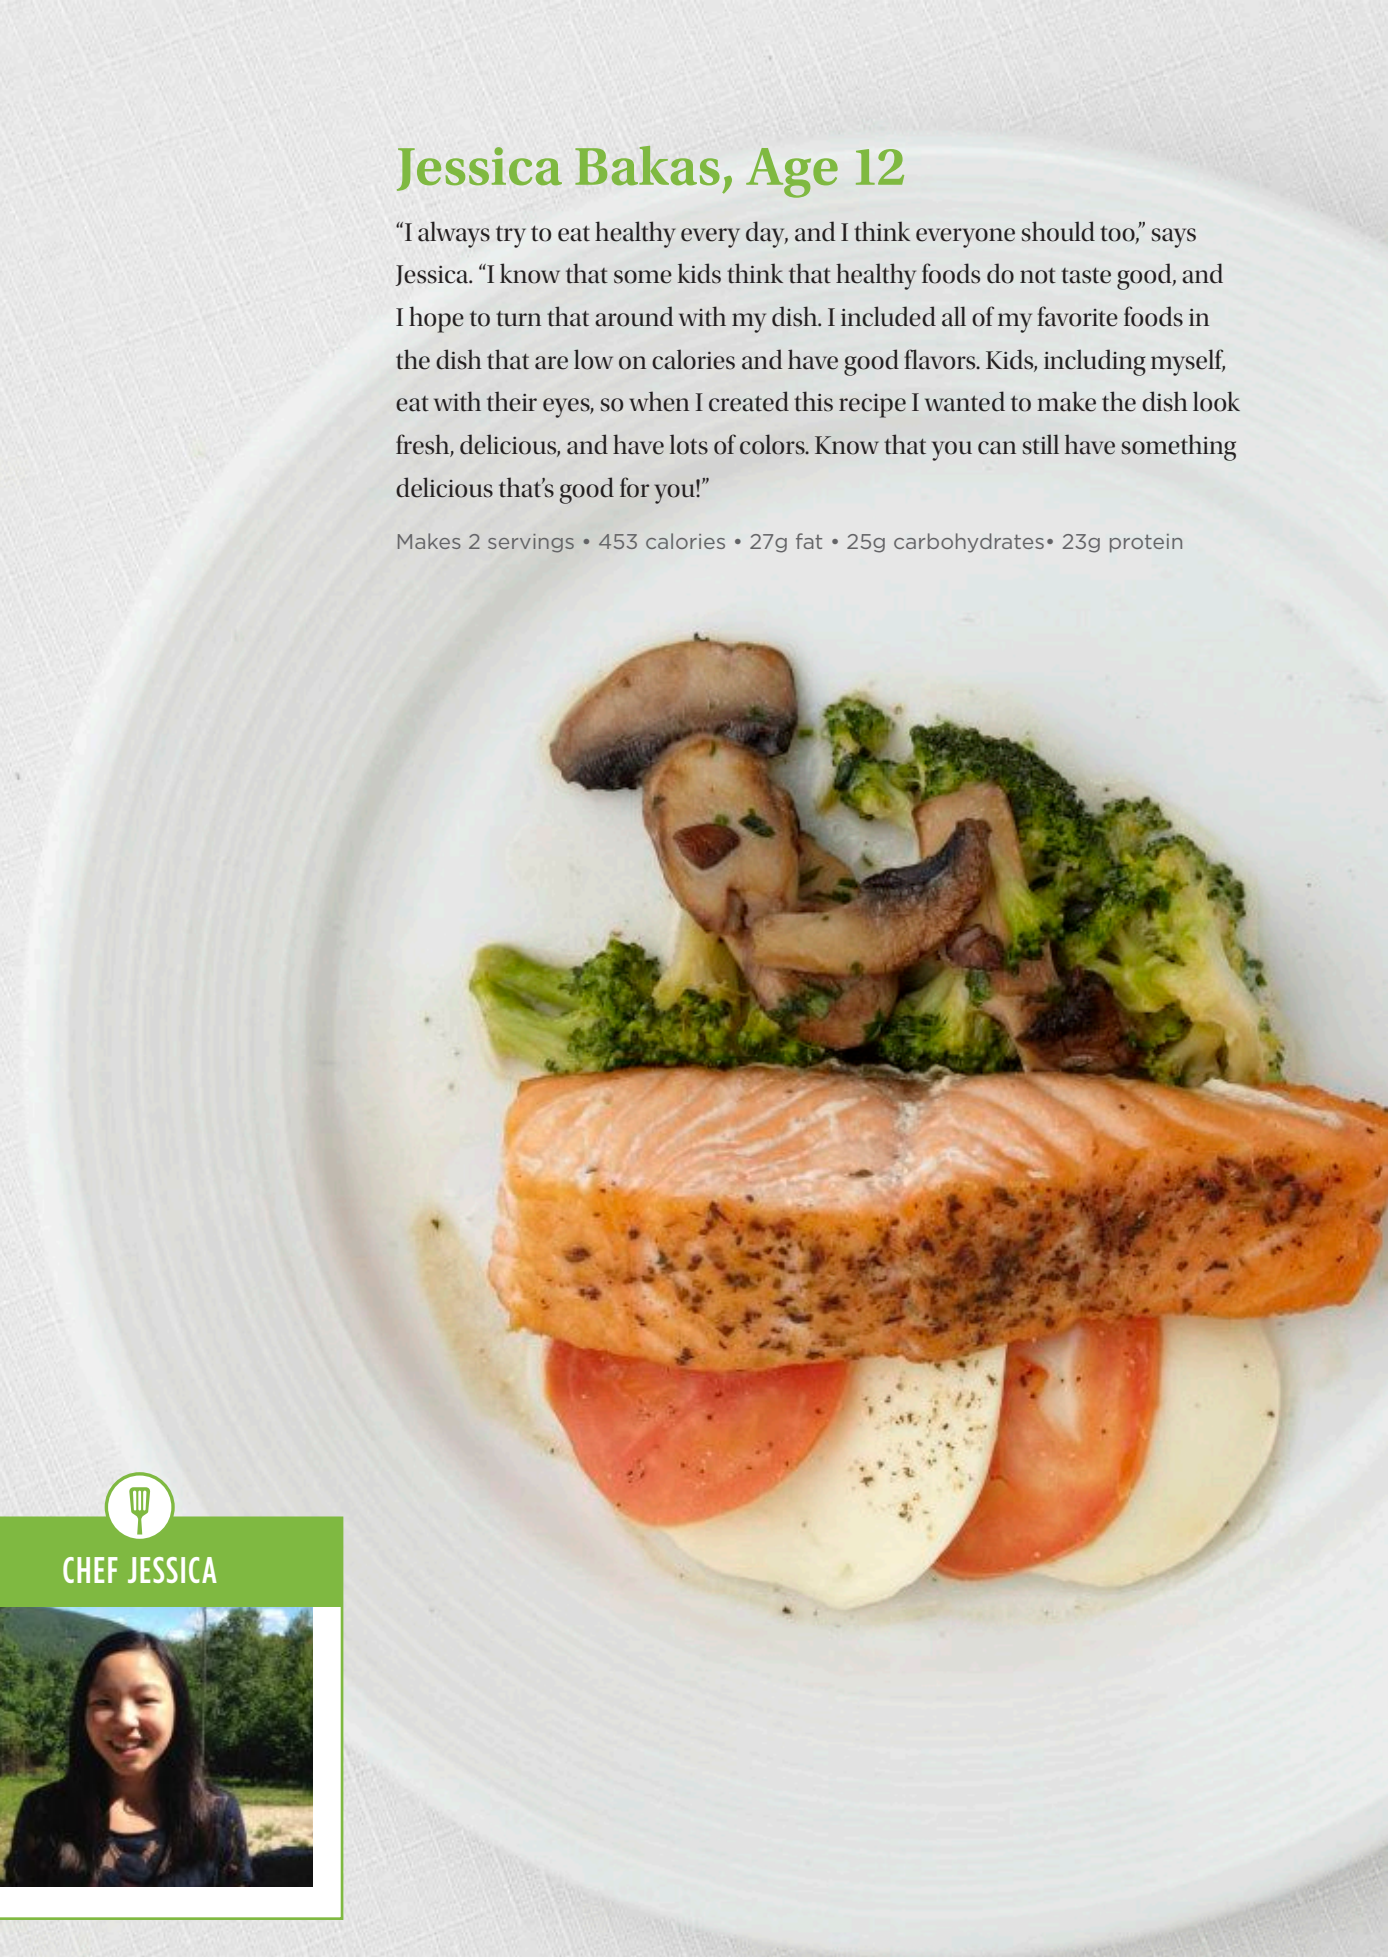 Jessica Bakas, Age 12
“I always try to eat healthy every day, and I think everyone should too,” says
Jessica. “I know that some kids think that healthy foods do not taste good, and
I hope to turn that around with my dish. I included all of my favorite foods in
the dish that are low on calories and have good flavors. Kids, including myself,
eat with their eyes, so when I created this recipe I wanted to make the dish look
fresh, delicious, and have lots of colors. Know that you can still have something
delicious that’s good for you!”
Makes 2 servings • 453 calories • 27g fat • 25g carbohydrates• 23g protein
CHEF JESSICA